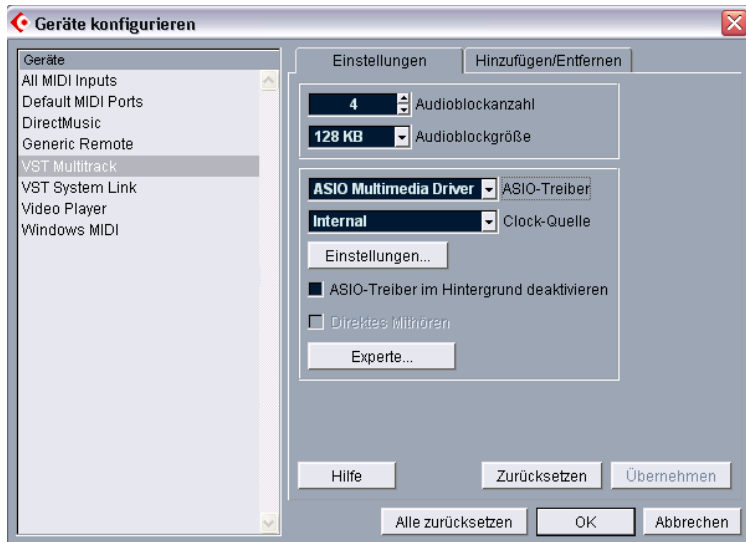 Geräte konfigurieren
Geräte
All MIDI Inputs
Default MIDI Ports
DirectMusic
Generic Remote
VST Multitrack
VST System Link
Video Player
Windows MIDI
Einstellungen
Hinzufügen/Entfernen
4 Audioblockanzahl
128 KB Audioblockgröße
ASIO Multimedia Driver ASIO-Treiber
Internal Clock-Quelle
Einstellungen...
ASIO-Treiber im Hintergrund deaktivieren
Direktes Mithören
Experte...
Hilfe Zurücksetzen Übernehmen
Alle zurücksetzen OK Abbrechen